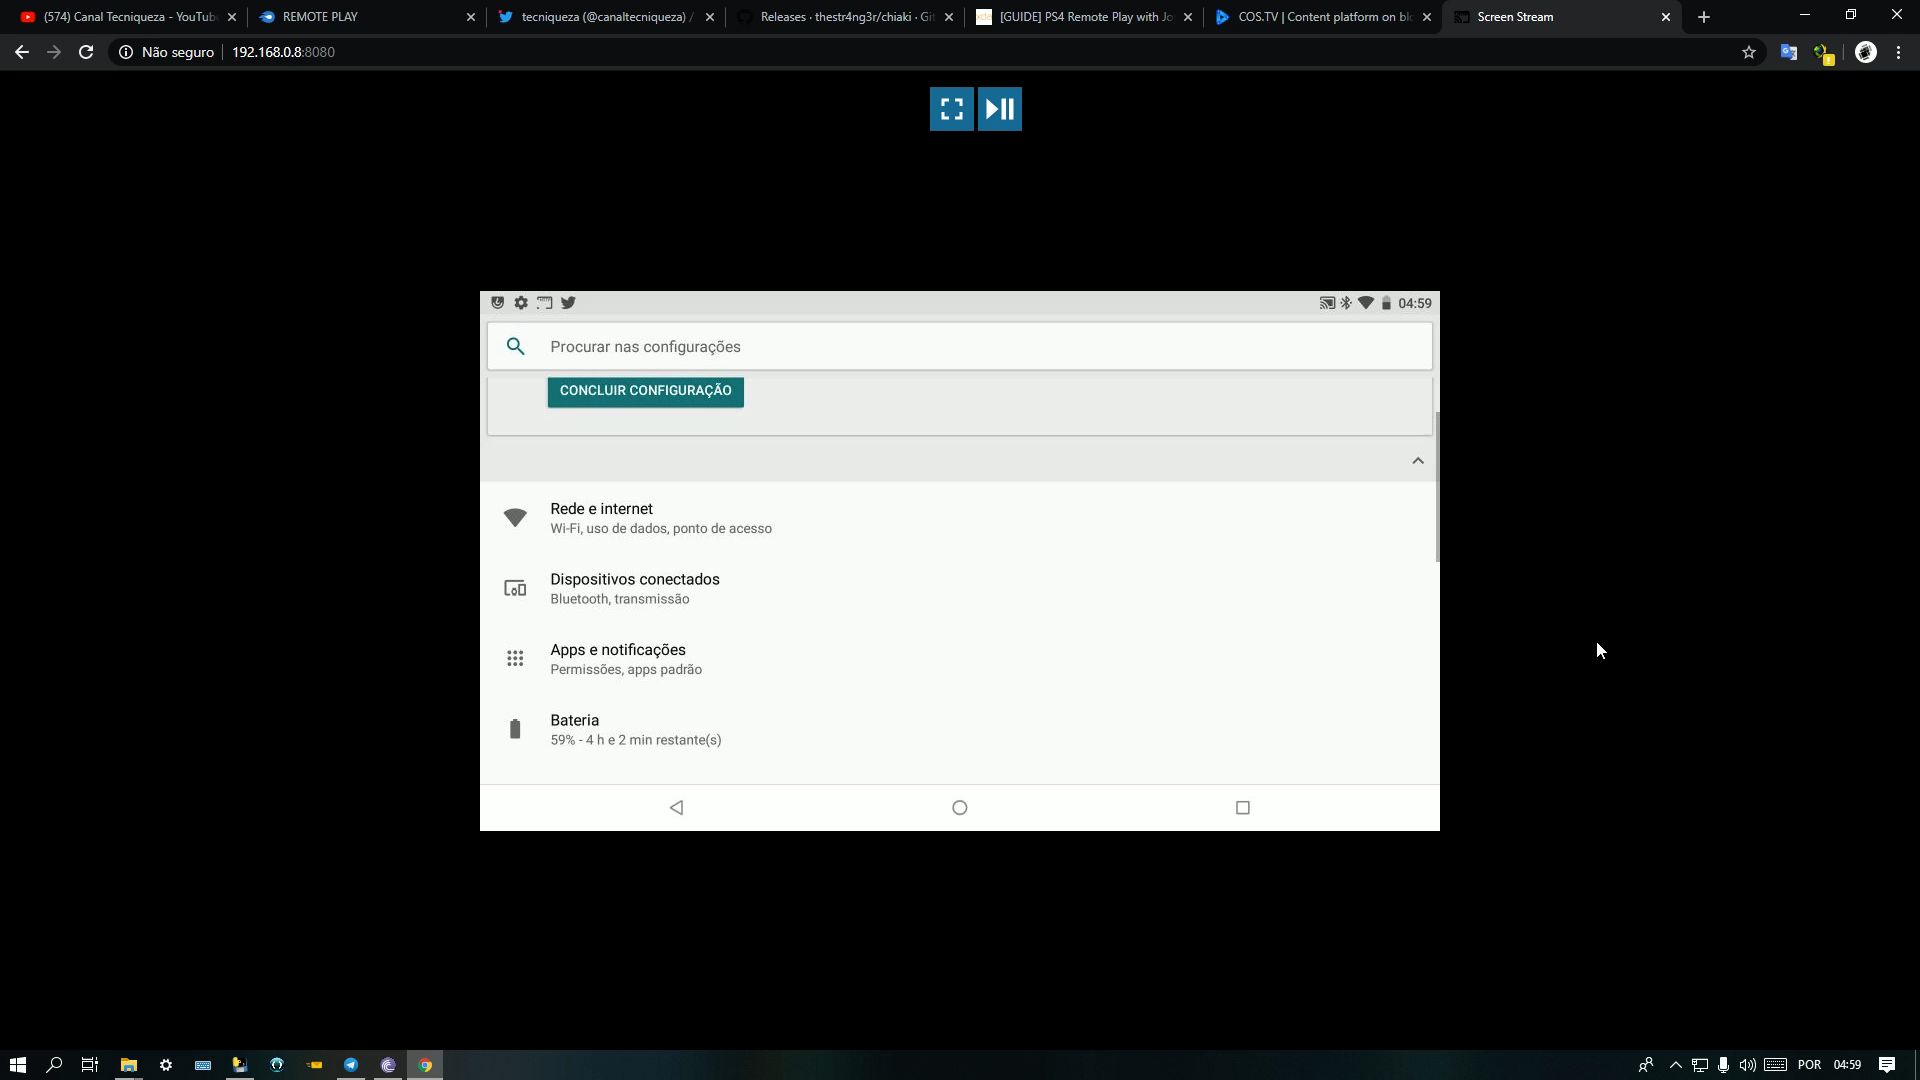 (574) Canal Tecniqueza - YouTub
REMOTE PLAY
tecniqueza (@canaltecniqueza) /
Releases · thestr4ng3r/chiaki · Git
[GUIDE] PS4 Remote Play with Jo
COS.TV | Content platform on blo
Screen Stream
Não seguro
192.168.0.8:8080
04:59
Procurar nas configurações
CONCLUIR CONFIGURAÇÃO
Rede e internet
Wi-Fi, uso de dados, ponto de acesso
Dispositivos conectados
Bluetooth, transmissão
Apps e notificações
Permissões, apps padrão
Bateria
59% - 4 h e 2 min restante(s)
POR
04:59